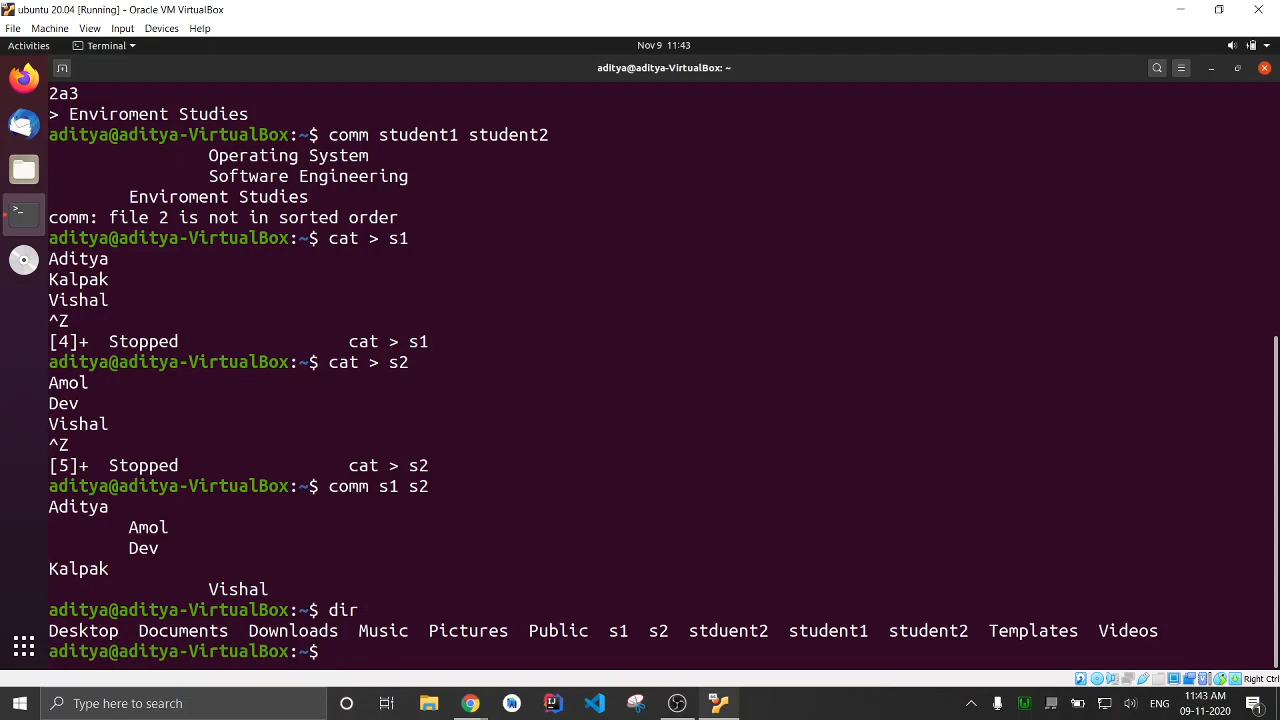 ubuntu 20.04 [Running] - Oracle VM VirtualBox
File Machine View Input Devices Help
Activities Terminal Nov 9 11:43
aditya@aditya-VirtualBox: ~
2a3
> Enviroment Studies
aditya@aditya-VirtualBox:~$ comm student1 student2
Operating System
Software Engineering
Enviroment Studies
comm: file 2 is not in sorted order
aditya@aditya-VirtualBox:~$ cat > s1
Aditya
Kalpak
Vishal
^Z
[4]+ Stopped cat > s1
aditya@aditya-VirtualBox:~$ cat > s2
Amol
Dev
Vishal
^Z
[5]+ Stopped cat > s2
aditya@aditya-VirtualBox:~$ comm s1 s2
Aditya
Amol
Dev
Kalpak
Vishal
aditya@aditya-VirtualBox:~$ dir
Desktop Documents Downloads Music Pictures Public s1 s2 stduent2 student1 student2 Templates Videos
aditya@aditya-VirtualBox:~$
Right Ctrl
Type here to search
ENG
11:43 AM
09-11-2020